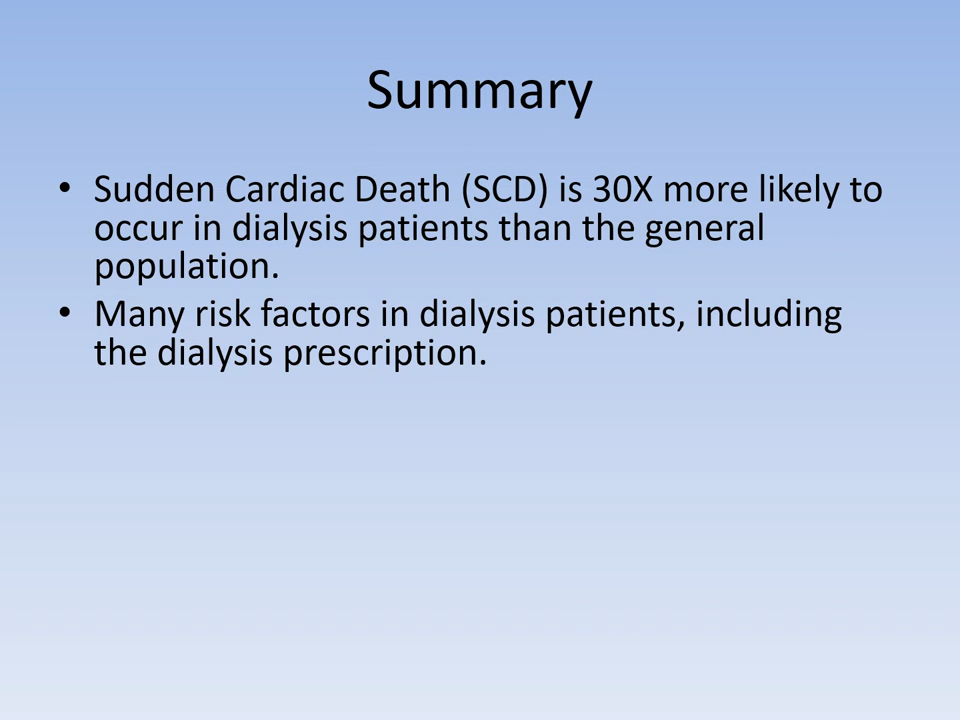 Summary
• Sudden Cardiac Death (SCD) is 30X more likely to
occur in dialysis patients than the general
population.
• Many risk factors in dialysis patients, including
the dialysis prescription.